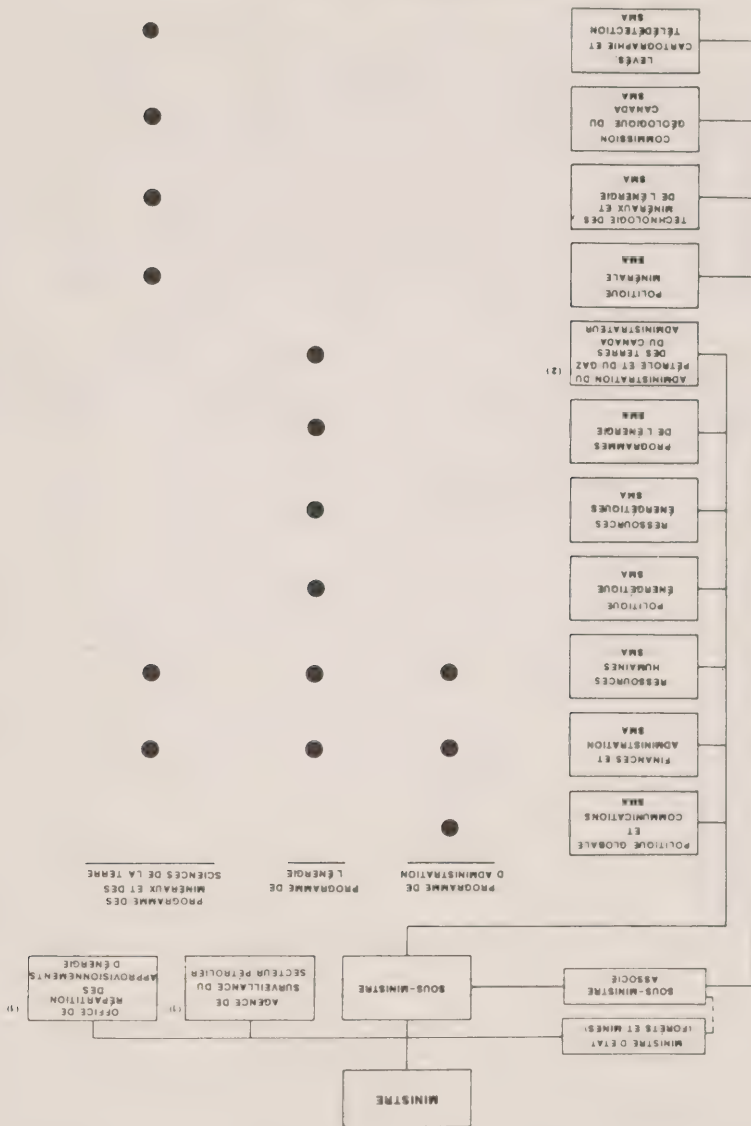 MINISTRE
MINISTRE D ETAT
(FORÊTS ET MINES)
SOUS-MINISTRE
ASSOCIÉ
SOUS-MINISTRE
AGENCE DE
SURVEILLANCE DU
SECTEUR PÉTROLIER
(1)
OFFICE DE
RÉPARTITION
DES
APPROVISIONNEMENTS
D ÉNERGIE
(1)
PROGRAMME DE
D ADMINISTRATION
PROGRAMME DE
L ÉNERGIE
PROGRAMME DES
MINÉRAUX ET DES
SCIENCES DE LA TERRE
POLITIQUE GLOBALE
ET
COMMUNICATIONS
SMA
FINANCES ET
ADMINISTRATION
SMA
RESSOURCES
HUMAINES
SMA
POLITIQUE
ÉNERGÉTIQUE
SMA
RESSOURCES
ÉNERGÉTIQUES
SMA
PROGRAMMES
DE L ÉNERGIE
SMA
ADMINISTRATION DU
PÉTROLE ET DU GAZ
DES TERRES
DU CANADA
ADMINISTRATEUR
(2)
POLITIQUE
MINÉRALE
SMA
TECHNOLOGIE DES
MINÉRAUX ET
DE L ÉNERGIE
SMA
COMMISSION
GÉOLOGIQUE DU
CANADA
SMA
LEVÉS,
CARTOGRAPHIE ET
TÉLÉDÉTECTION
SMA